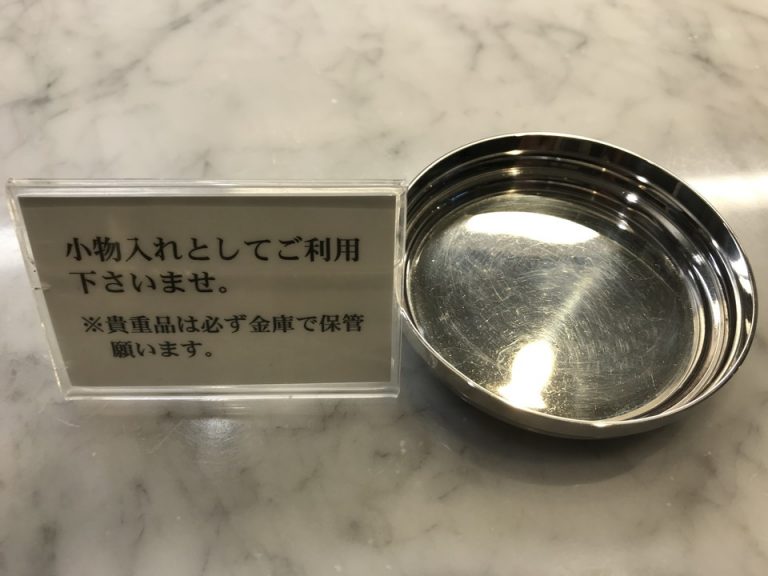 小物入れとしてご利用
下さいませ。
※貴重品は必ず金庫で保管
願います。